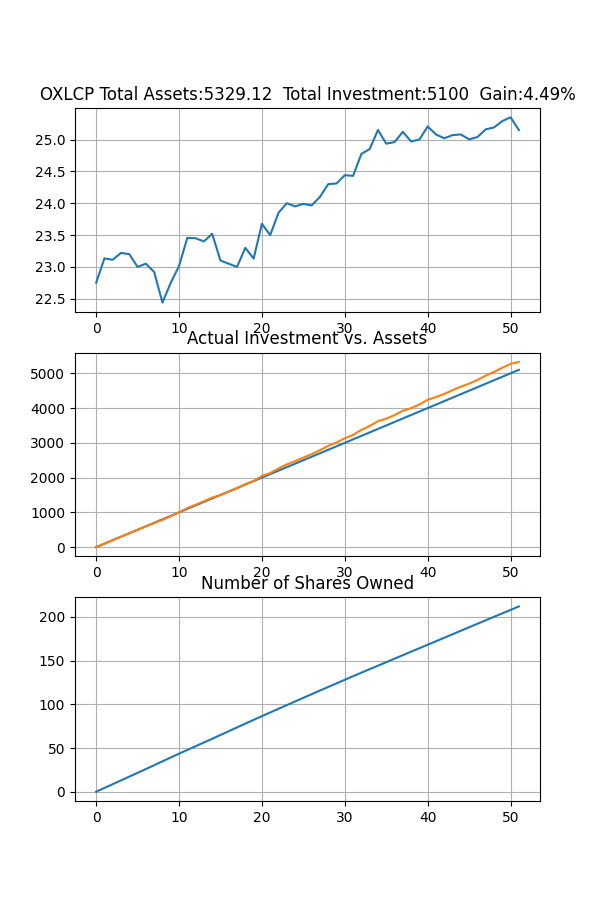 OXLCP Total Assets:5329.12  Total Investment:5100  Gain:4.49%
25.0
24.5
24.0
23.5
23.0
22.5
0 10 20 30 40 50
Actual Investment vs. Assets
5000
4000
3000
2000
1000
0
0 10 20 30 40 50
Number of Shares Owned
200
150
100
50
0
0 10 20 30 40 50